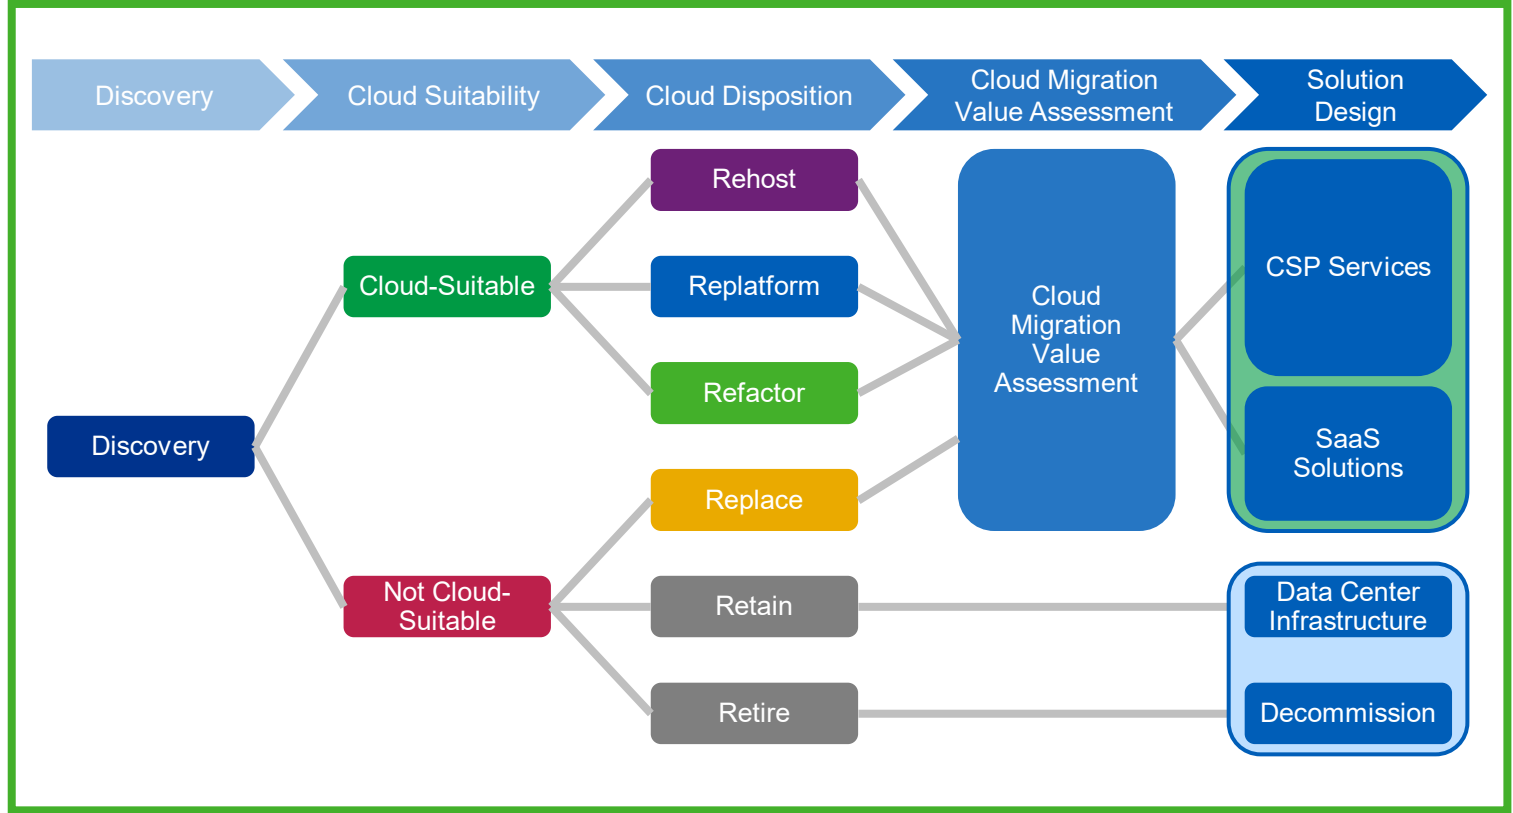 Discovery
Cloud Suitability
Cloud Disposition
Cloud Migration
Value Assessment
Solution
Design
Rehost
Cloud-Suitable
Replatform
Refactor
Discovery
Replace
Not Cloud-
Suitable
Retain
Retire
Cloud
Migration
Value
Assessment
CSP Services
SaaS
Solutions
Data Center
Infrastructure
Decommission